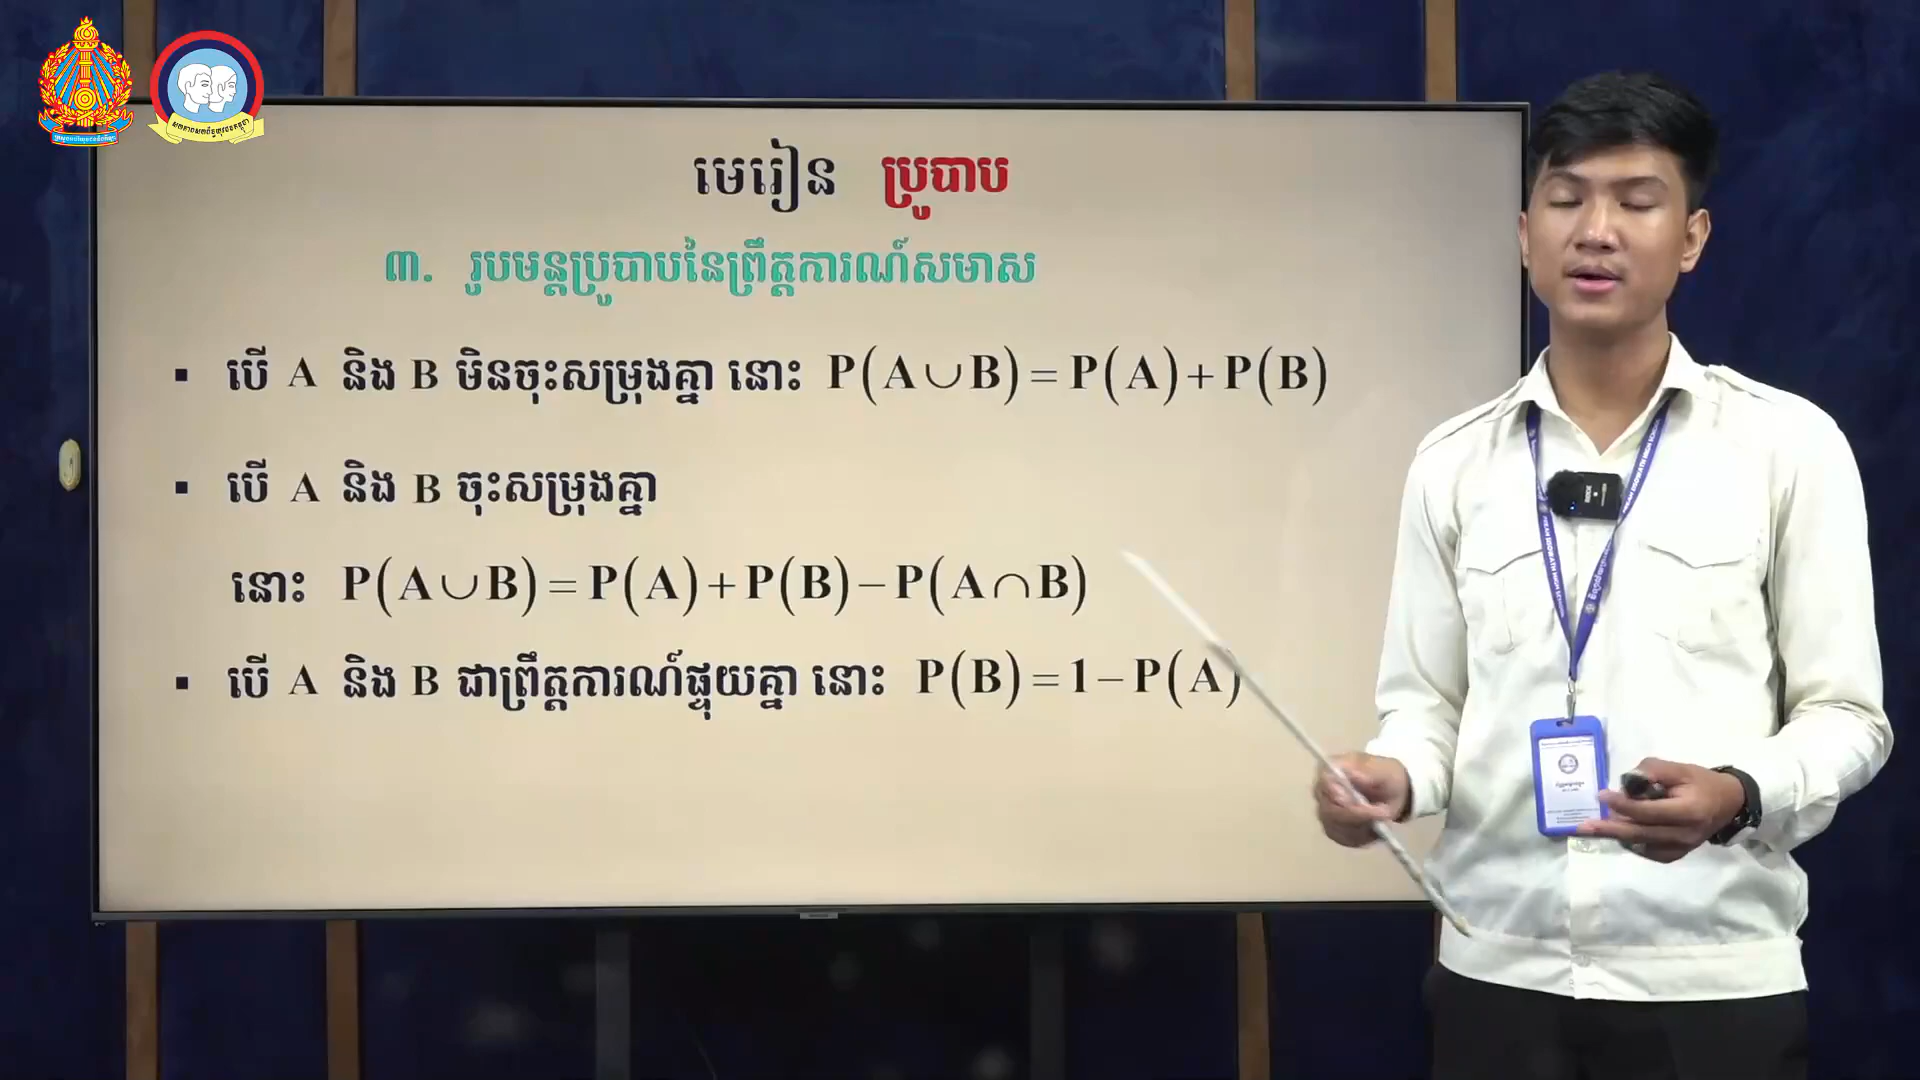 មេរៀន ប្រូបាប
៣. រូបមន្តប្រូបាបនៃព្រឹត្តការណ៍សមាស
▪ បើ A និង B មិនចុះសម្រុងគ្នា នោះ P(A∪B)=P(A)+P(B)
▪ បើ A និង B ចុះសម្រុងគ្នា
នោះ P(A∪B)=P(A)+P(B)−P(A∩B)
▪ បើ A និង B ជាព្រឹត្តការណ៍ផ្ទុយគ្នា នោះ P(B)=1−P(A)